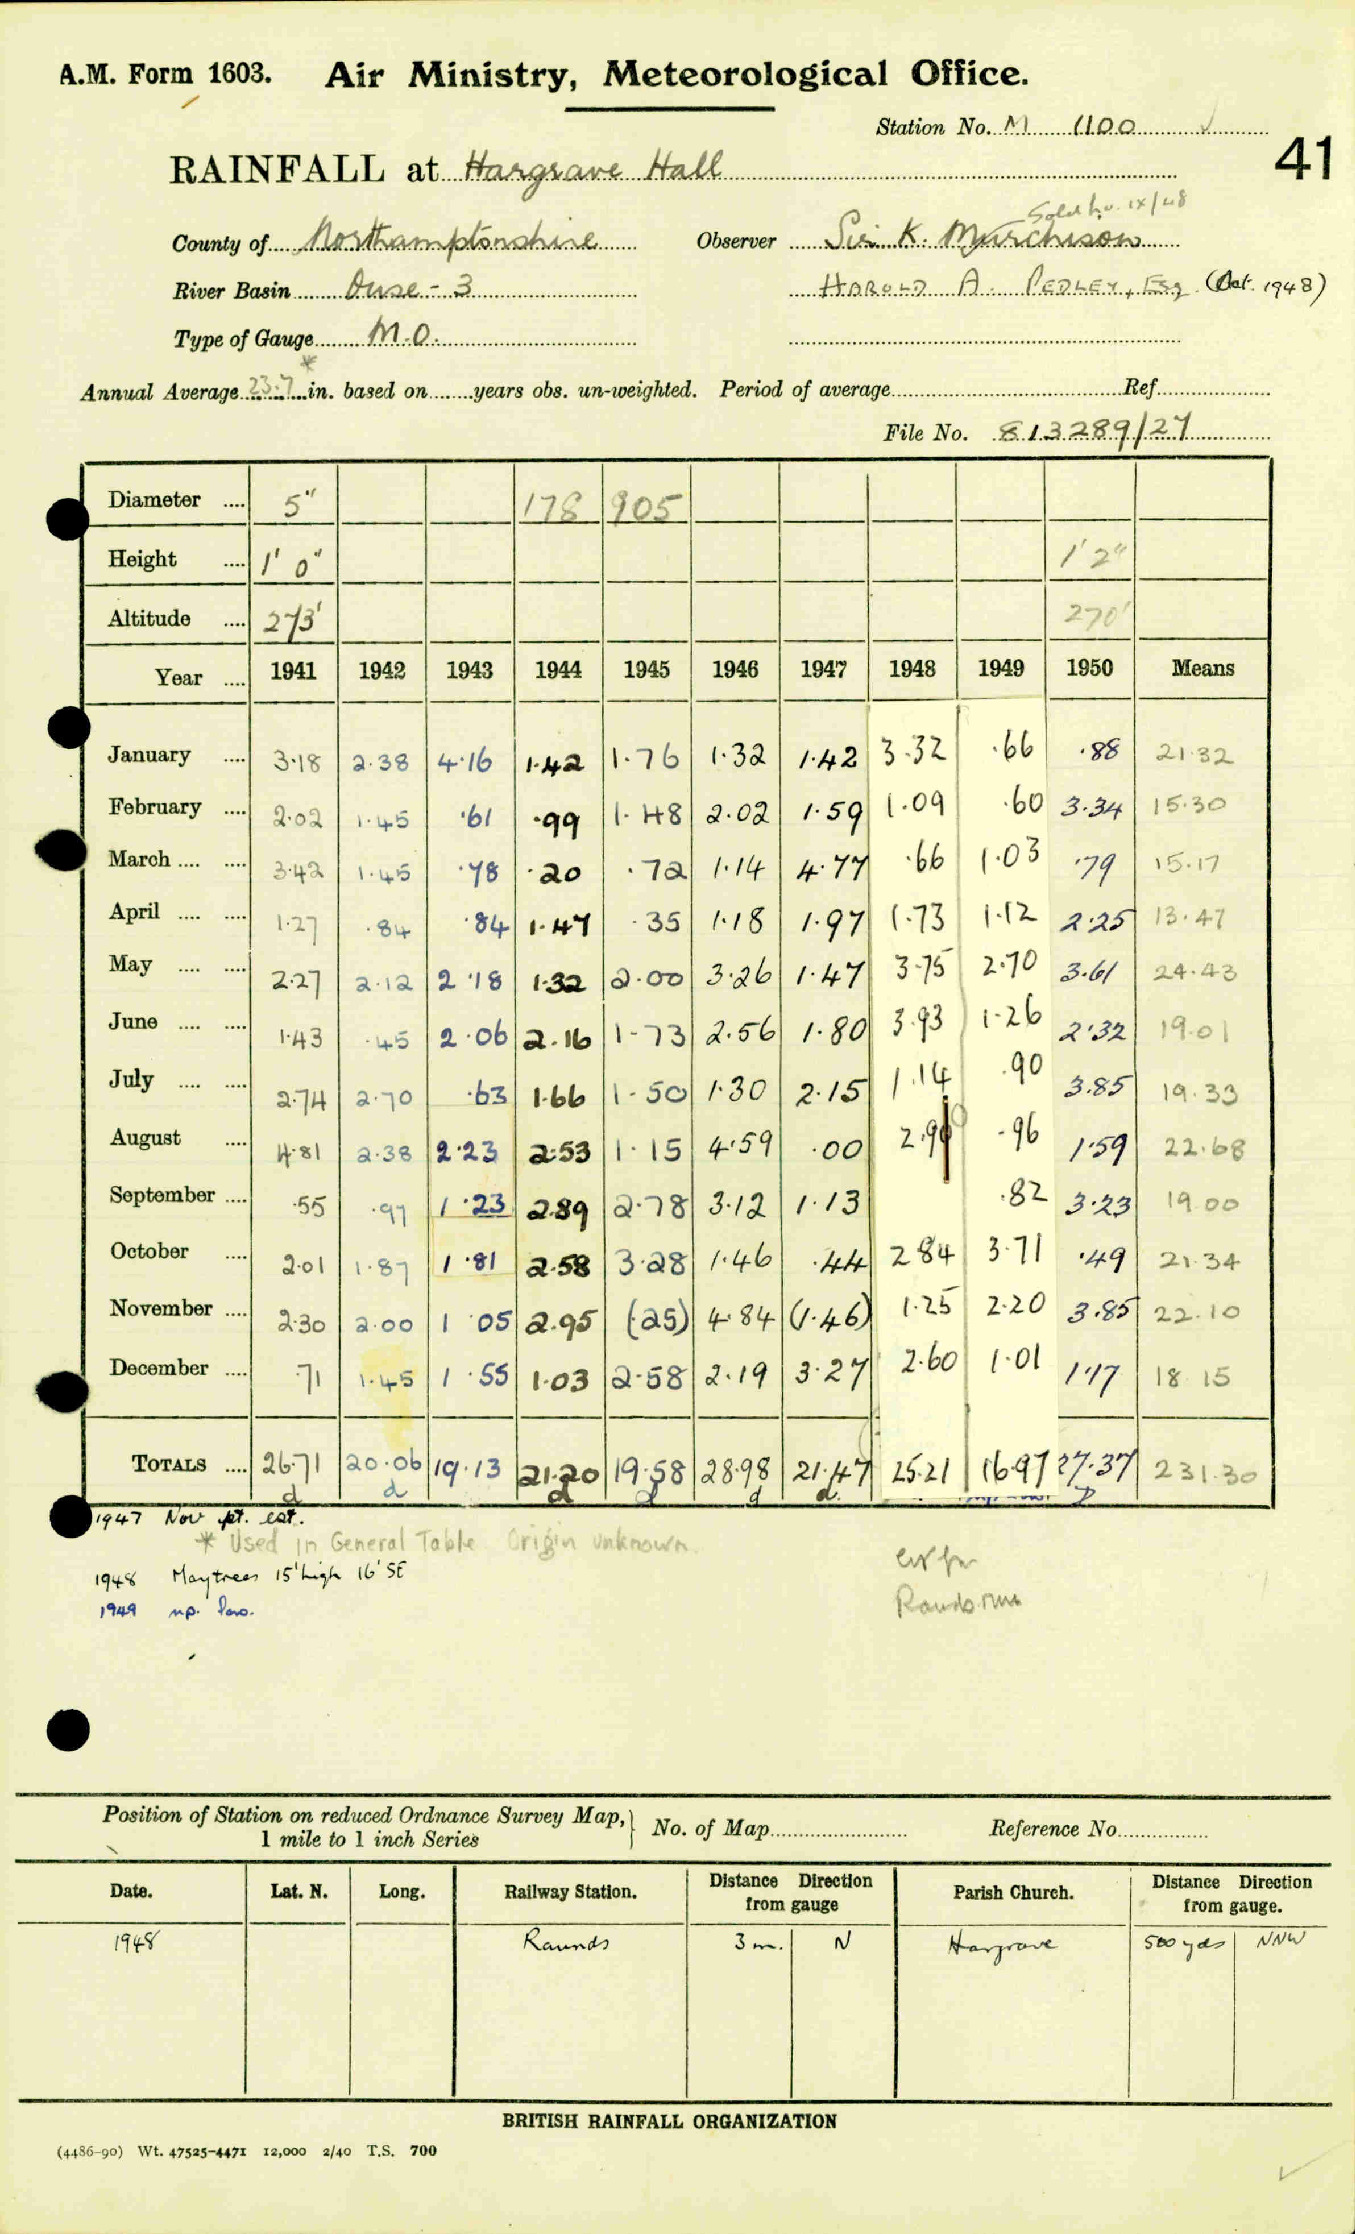 A.M. Form 1603. Air Ministry, Meteorological Office.
Station No. M 1100 ✓
41
RAINFALL at Hargrave Hall
Sold IX/48
County of Northamptonshire Observer Sir K. Murchison
River Basin Ouse - 3 HAROLD A. PEDLEY, Esq. (Oct. 1948)
Type of Gauge M.O.
*
Annual Average 23.7 in. based on years obs. un-weighted. Period of average Ref.
File No. 813289/27
Diameter .... 5" 178 905
Height .... 1' 0" 1' 2"
Altitude .... 273' 270'
Year .... 1941 1942 1943 1944 1945 1946 1947 1948 1949 1950 Means
January .... 3.18 2.38 4.16 1.42 1.76 1.32 1.42 3.32 .66 .88 21.32
February .... 2.02 1.45 .61 .99 1.48 2.02 1.59 1.09 .60 3.34 15.30
March .... .... 3.42 1.45 .78 .20 .72 1.14 4.77 .66 1.03 .79 15.17
April .... .... 1.27 .84 .84 1.47 .35 1.18 1.97 1.73 1.12 2.25 13.47
May .... .... 2.27 2.12 2.18 1.32 2.00 3.26 1.47 3.75 2.70 3.61 24.43
June .... .... 1.43 .45 2.06 2.16 1.73 2.56 1.80 3.93 1.26 2.32 19.01
July .... .... 2.74 2.70 .63 1.66 1.50 1.30 2.15 1.14 .90 3.85 19.33
August .... 4.81 2.38 2.23 2.53 1.15 4.59 .00 2.90 .96 1.59 22.68
September .... .55 .97 1.23 2.89 2.78 3.12 1.13 .82 3.23 19.00
October .... 2.01 1.87 1.81 2.58 3.28 1.46 .44 2.84 3.71 .49 21.34
November .... 2.30 2.00 1 05 2.95 (.25) 4.84 (1.46) 1.25 2.20 3.85 22.10
December .... .71 1.45 1.55 1.03 2.58 2.19 3.27 2.60 1.01 1.17 18.15
TOTALS .... 26.71 20.06 19.13 21.20 19.58 28.98 21.47 25.21 16.97 27.37 231.30
d d d d d d D
1947 Nov pt. est.
* Used in General Table Origin unknown.
1948 Maytrees 15' high 16' SE
1949
Position of Station on reduced Ordnance Survey Map,
1 mile to 1 inch Series
No. of Map Reference No.
Date. Lat. N. Long. Railway Station. Distance Direction from gauge Parish Church. Distance Direction from gauge.
1948 Raunds 3 m. N Hargrave 500 yds NNW
BRITISH RAINFALL ORGANIZATION
(4486-90) Wt. 47525-4471 12,000 2/40 T.S. 700
✓